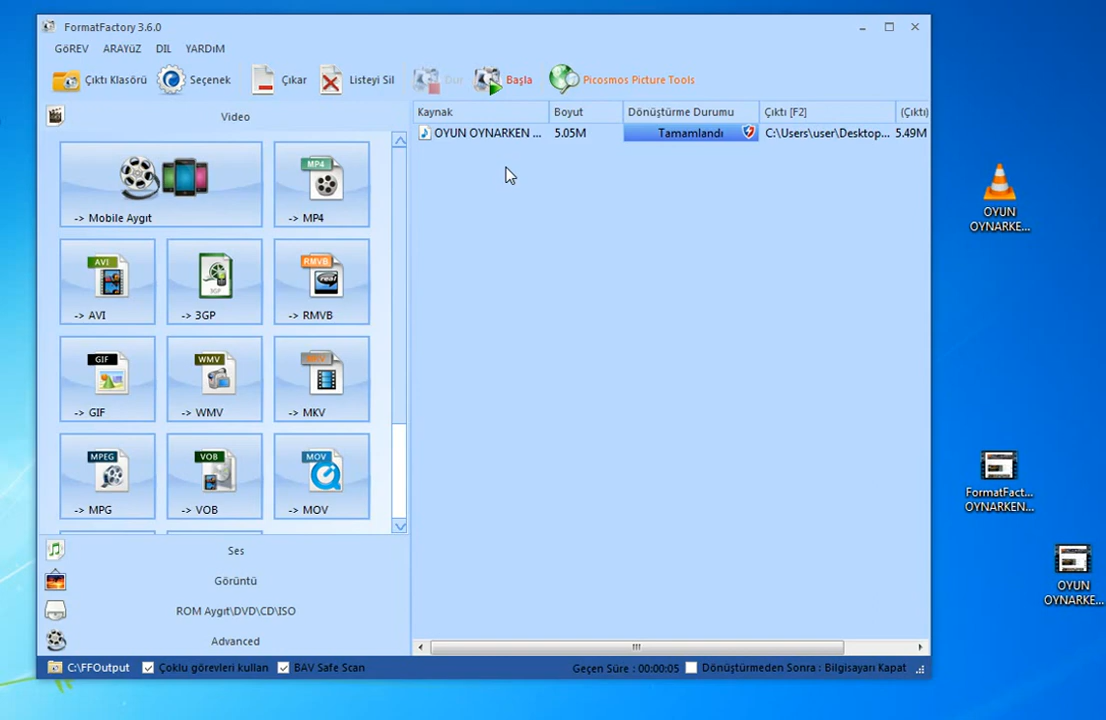 FormatFactory 3.6.0
GöREV ARAYüZ DIL YARDıM
Çıktı Klasörü Seçenek Çıkar Listeyi Sil Dur Başla Picosmos Picture Tools
Video
Kaynak Boyut Dönüştürme Durumu Çıktı [F2] (Çıktı)
OYUN OYNARKEN ... 5.05M Tamamlandı C:\Users\user\Desktop... 5.49M
MP4
-> Mobile Aygıt -> MP4
AVI 3GP RMVB
-> AVI -> 3GP -> RMVB
GIF WMV MKV
-> GIF -> WMV -> MKV
MPEG VOB MOV
-> MPG -> VOB -> MOV
Ses
Görüntü
ROM Aygıt\DVD\CD\ISO
Advanced
C:\FFOutput Çoklu görevleri kullan BAV Safe Scan Geçen Süre : 00:00:05 Dönüştürmeden Sonra : Bilgisayarı Kapat
OYUN
OYNARKE...
FormatFact...
OYNARKEN...
OYUN
OYNARKE...